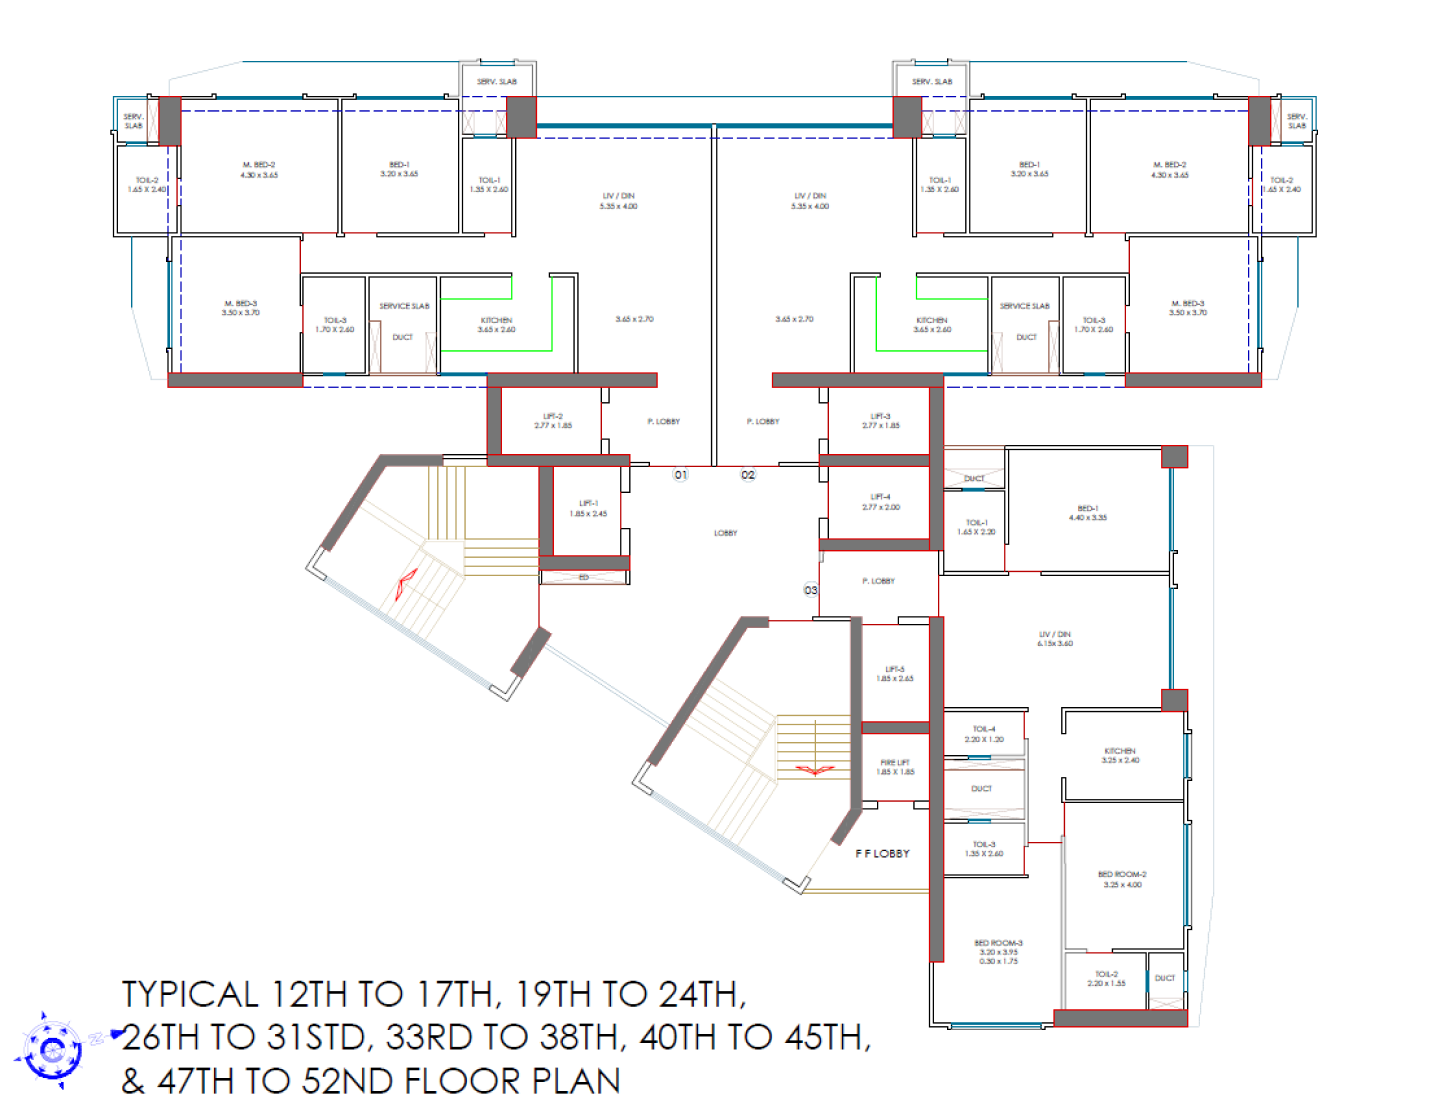 SERV. SLAB
SERV. SLAB
SERV.
SLAB
SERV.
SLAB
M. BED-2
4.30 x 3.65
BED-1
3.20 x 3.65
TOIL-2
1.65 X 2.40
TOIL-1
1.35 X 2.60
LIV / DIN
5.35 x 4.00
LIV / DIN
5.35 x 4.00
TOIL-1
1.35 X 2.60
BED-1
3.20 x 3.65
M. BED-2
4.30 x 3.65
TOIL-2
1.65 X 2.40
M. BED-3
3.50 x 3.70
TOIL-3
1.70 X 2.60
SERVICE SLAB
DUCT
KITCHEN
3.65 x 2.60
3.65 x 2.70
3.65 x 2.70
KITCHEN
3.65 x 2.60
SERVICE SLAB
DUCT
TOIL-3
1.70 X 2.60
M. BED-3
3.50 x 3.70
LIFT-2
2.77 x 1.85
P. LOBBY
P. LOBBY
LIFT-3
2.77 x 1.85
01
02
LIFT-1
1.85 x 2.45
LOBBY
LIFT-4
2.77 x 2.00
DUCT
TOIL-1
1.65 X 2.20
BED-1
4.40 x 3.35
ED
03
P. LOBBY
LIV / DIN
6.15x 3.60
LIFT-5
1.85 x 2.65
TOIL-4
2.20 X 1.20
KITCHEN
3.25 x 2.40
FIRE LIFT
1.85 X 1.85
DUCT
F F LOBBY
TOIL-3
1.35 X 2.60
BED ROOM-2
3.25 x 4.00
BED ROOM-3
3.20 x 3.95
0.30 x 1.75
TOIL-2
2.20 x 1.55
DUCT
TYPICAL 12TH TO 17TH, 19TH TO 24TH,
26TH TO 31STD, 33RD TO 38TH, 40TH TO 45TH,
& 47TH TO 52ND FLOOR PLAN
N